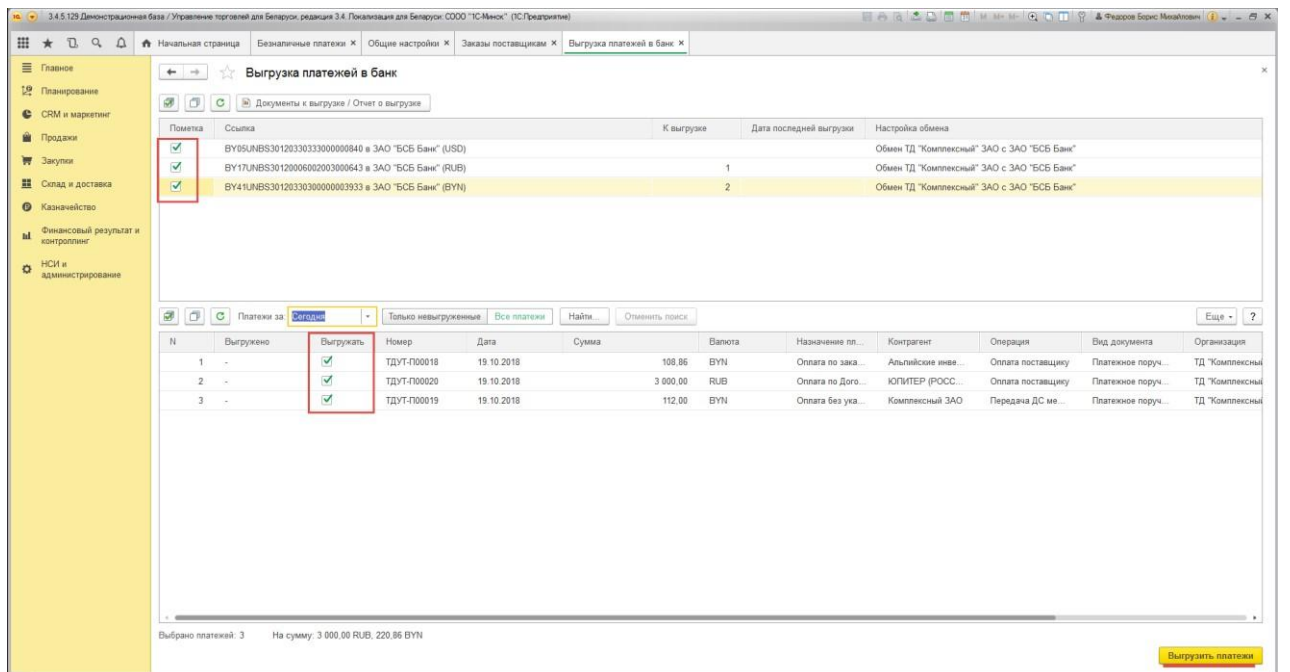 3.4.5.129 Демонстрационная база / Управление торговлей для Беларуси, редакция 3.4. Локализация для Беларуси: СООО "1С-Минск" (1С:Предприятие)
M M+ M-
Федоров Борис Михайлович
Начальная страница
Безналичные платежи
Общие настройки
Заказы поставщикам
Выгрузка платежей в банк
Главное
Планирование
CRM и маркетинг
Продажи
Закупки
Склад и доставка
Казначейство
Финансовый результат и
контроллинг
НСИ и
администрирование
Выгрузка платежей в банк
Документы к выгрузке / Отчет о выгрузке
Пометка Ссылка К выгрузке Дата последней выгрузки Настройка обмена
BY05UNBS30120330333000000840 в ЗАО "БСБ Банк" (USD) Обмен ТД "Комплексный" ЗАО с ЗАО "БСБ Банк"
BY17UNBS30120006002003000643 в ЗАО "БСБ Банк" (RUB) 1 Обмен ТД "Комплексный" ЗАО с ЗАО "БСБ Банк"
BY41UNBS30120330300000003933 в ЗАО "БСБ Банк" (BYN) 2 Обмен ТД "Комплексный" ЗАО с ЗАО "БСБ Банк"
Платежи за: Сегодня Только невыгруженные Все платежи Найти... Отменить поиск Еще ?
N Выгружено Выгружать Номер Дата Сумма Валюта Назначение пл... Контрагент Операция Вид документа Организация
1 - ТДУТ-П00018 19.10.2018 108,86 BYN Оплата по зака... Альпийские инве... Оплата поставщику Платежное поруч... ТД "Комплексный
2 - ТДУТ-П00020 19.10.2018 3 000,00 RUB Оплата по Дого... ЮПИТЕР (РОСС... Оплата поставщику Платежное поруч... ТД "Комплексный
3 - ТДУТ-П00019 19.10.2018 112,00 BYN Оплата без ука... Комплексный ЗАО Передача ДС ме... Платежное поруч... ТД "Комплексный
Выбрано платежей: 3 На сумму: 3 000,00 RUB, 220,86 BYN
Выгрузить платежи